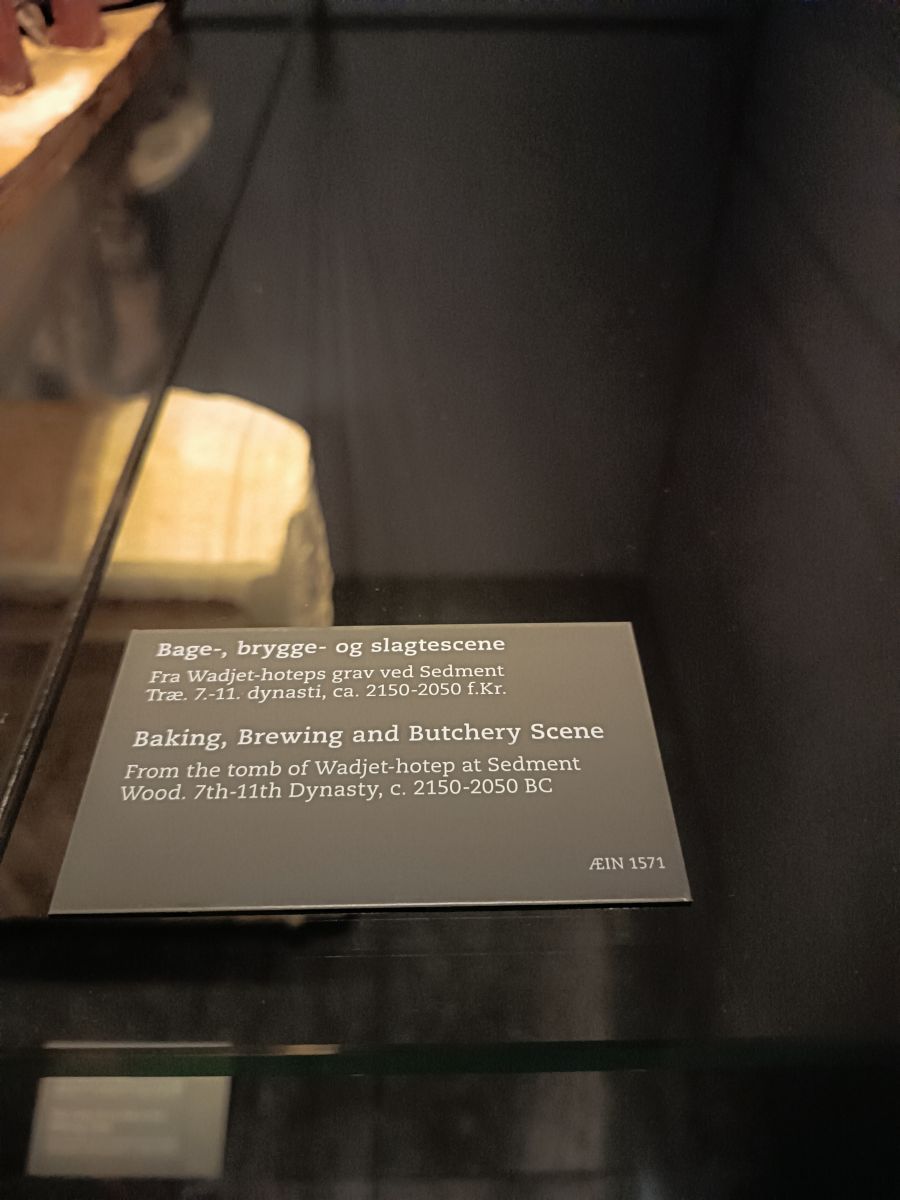 Bage-, brygge- og slagtescene
Fra Wadjet-hoteps grav ved Sedment
Træ. 7.-11. dynasti, ca. 2150-2050 f.Kr.
Baking, Brewing and Butchery Scene
From the tomb of Wadjet-hotep at Sedment
Wood. 7th-11th Dynasty, c. 2150-2050 BC
ÆIN 1571